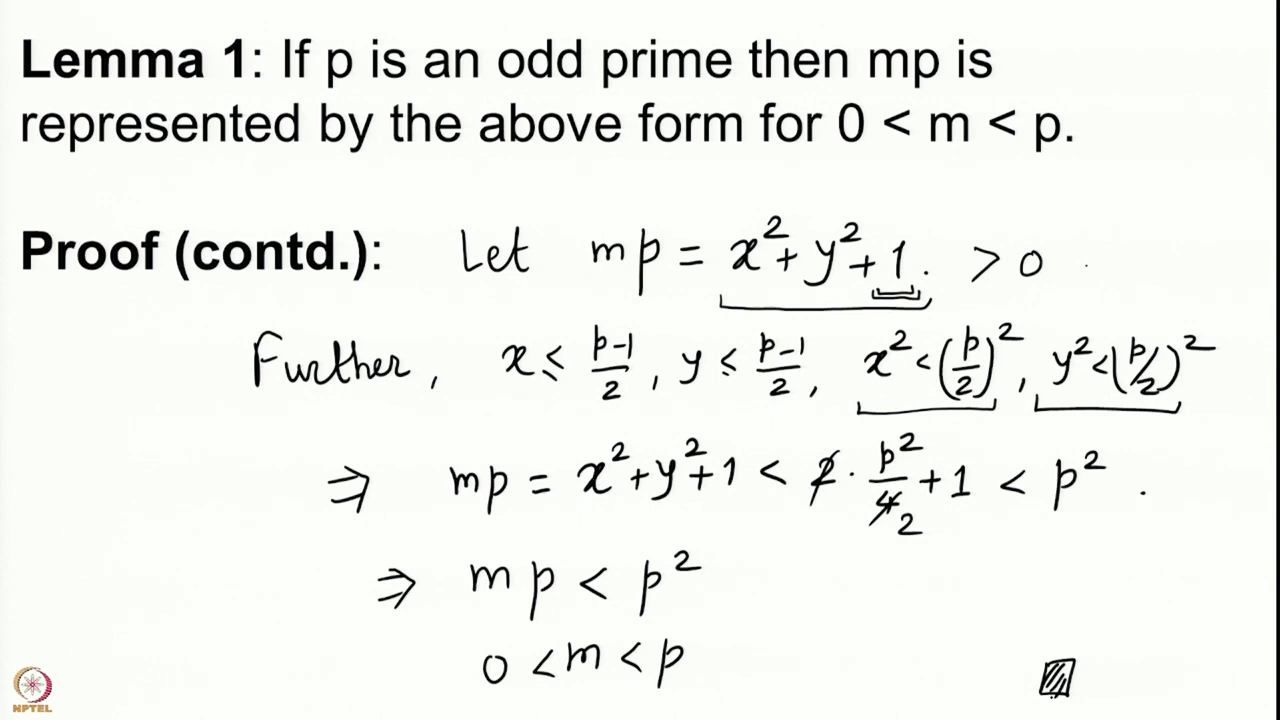 Lemma 1: If p is an odd prime then mp is
represented by the above form for 0 < m < p.
Proof (contd.): Let mp = x² + y² + 1. > 0
Further, x ≤ p-1/2, y ≤ p-1/2, x² < (p/2)², y² < (p/2)²
⇒ mp = x² + y² + 1 < 2 · p²/4 2 + 1 < p².
⇒ mp < p²
0 < m < p
NPTEL